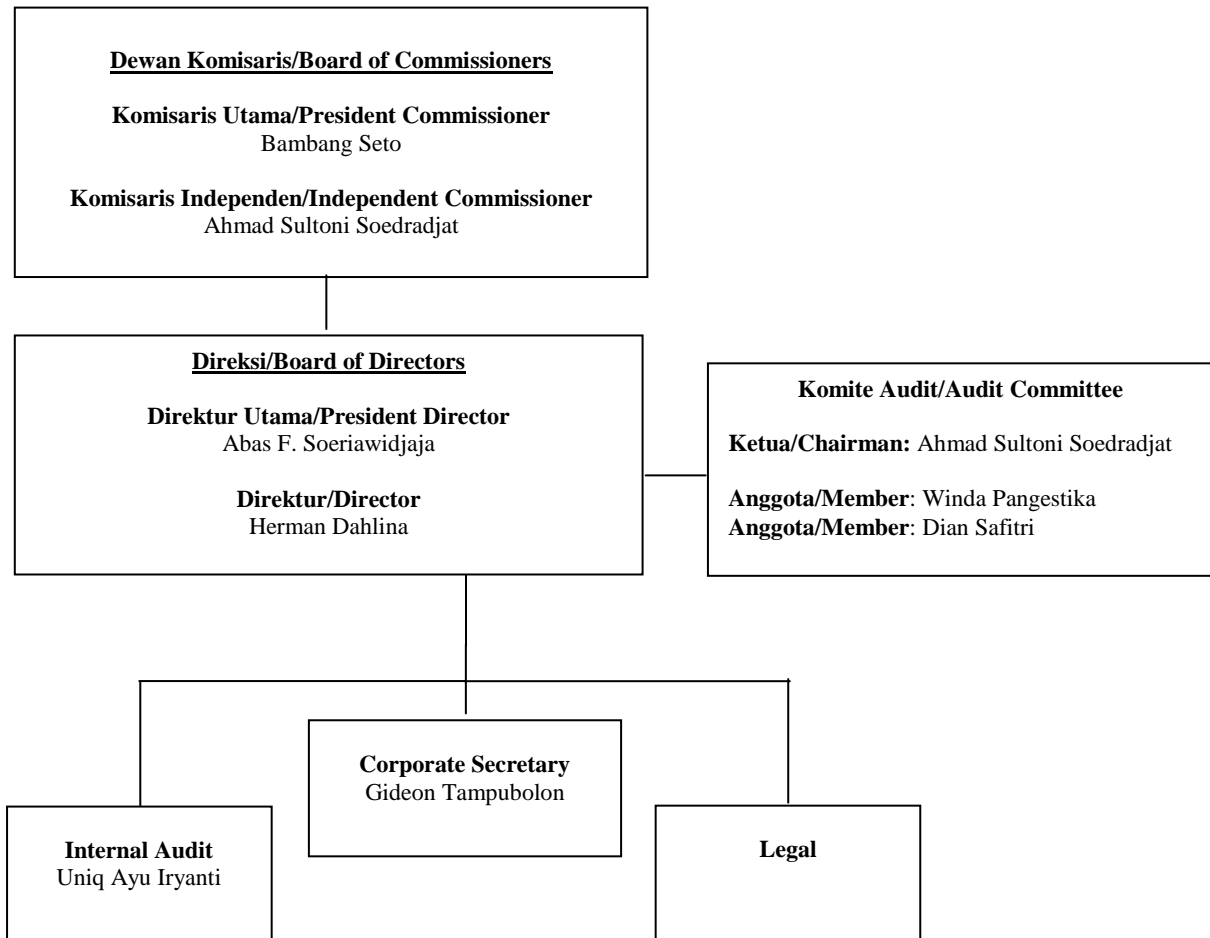 Dewan Komisaris/Board of Commissioners
Komisaris Utama/President Commissioner
Bambang Seto
Komisaris Independen/Independent Commissioner
Ahmad Sultoni Soedradjat
Direksi/Board of Directors
Direktur Utama/President Director
Abas F. Soeriawidjaja
Direktur/Director
Herman Dahlina
Komite Audit/Audit Committee
Ketua/Chairman: Ahmad Sultoni Soedradjat
Anggota/Member: Winda Pangestika
Anggota/Member: Dian Safitri
Corporate Secretary
Gideon Tampubolon
Internal Audit
Uniq Ayu Iryanti
Legal